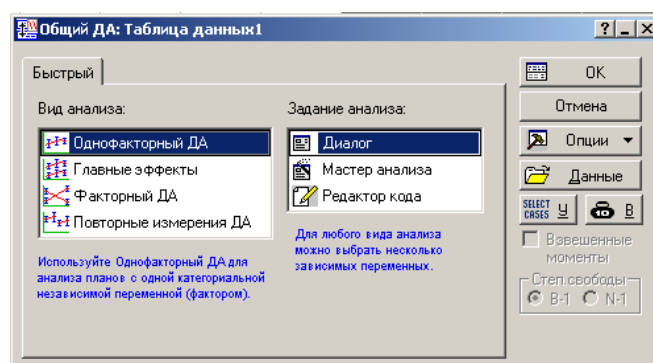 Общий ДА: Таблица данных1
Быстрый
Вид анализа:
Однофакторный ДА
Главные эффекты
Факторный ДА
Повторные измерения ДА
Используйте Однофакторный ДА для
анализа планов с одной категориальной
независимой переменной (фактором).
Задание анализа:
Диалог
Мастер анализа
Редактор кода
Для любого вида анализа
можно выбрать несколько
зависимых переменных.
ОК
Отмена
Опции
Данные
SELECT CASES У В
Взвешенные
моменты
Степ.свободы
В-1 N-1